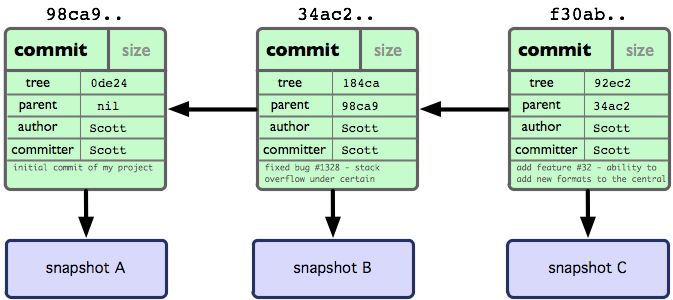 98ca9..
34ac2..
f30ab..
commit size
tree 0de24
parent nil
author Scott
committer Scott
initial commit of my project
commit size
tree 184ca
parent 98ca9
author Scott
committer Scott
fixed bug #1328 - stack
overflow under certain
commit size
tree 92ec2
parent 34ac2
author Scott
committer Scott
add feature #32 - ability to
add new formats to the central
snapshot A
snapshot B
snapshot C